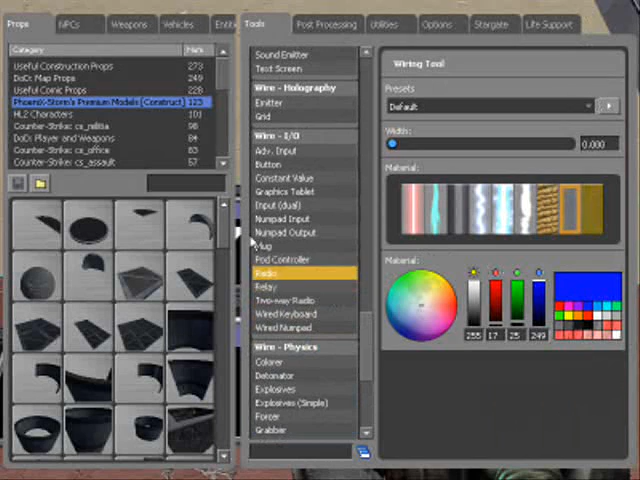 Props NPCs Weapons Vehicles Entiti
Category Num
Useful Construction Props 273
DoD: Map Props 249
Useful Comic Props 228
PhoeniX-Storm's Premium Models (Construct) 123
HL2 Characters 101
Counter-Strike: cs_militia 98
DoD: Player and Weapons 84
Counter-Strike: cs_office 83
Counter-Strike: cs_assault 57
Tools Post Processing Utilities Options Stargate Life Support
Sound Emitter
Text Screen
Wire - Holography
Emitter
Grid
Wire - I/O
Adv. Input
Button
Constant Value
Graphics Tablet
Input (dual)
Numpad Input
Numpad Output
Plug
Pod Controller
Radio
Relay
Two-way Radio
Wired Keyboard
Wired Numpad
Wire - Physics
Colorer
Detonator
Explosives
Explosives (Simple)
Forcer
Grabber
Wiring Tool
Presets
Default
Width:
0.000
Material:
Material:
255 17 25 249